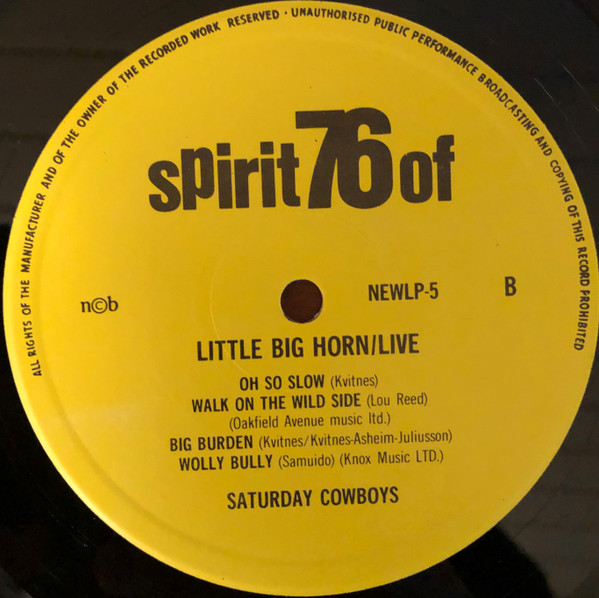 ALL RIGHTS OF THE MANUFACTURER AND OF THE OWNER OF THE RECORDED WORK RESERVED · UNAUTHORISED PUBLIC PERFORMANCE BROADCASTING AND COPYING OF THIS RECORD PROHIBITED
spirit 76 of
n©b
NEWLP-5
B
LITTLE BIG HORN/LIVE
OH SO SLOW (Kvitnes)
WALK ON THE WILD SIDE (Lou Reed)
(Oakfield Avenue music ltd.)
BIG BURDEN (Kvitnes/Kvitnes-Asheim-Juliusson)
WOLLY BULLY (Samuido) (Knox Music LTD.)
SATURDAY COWBOYS